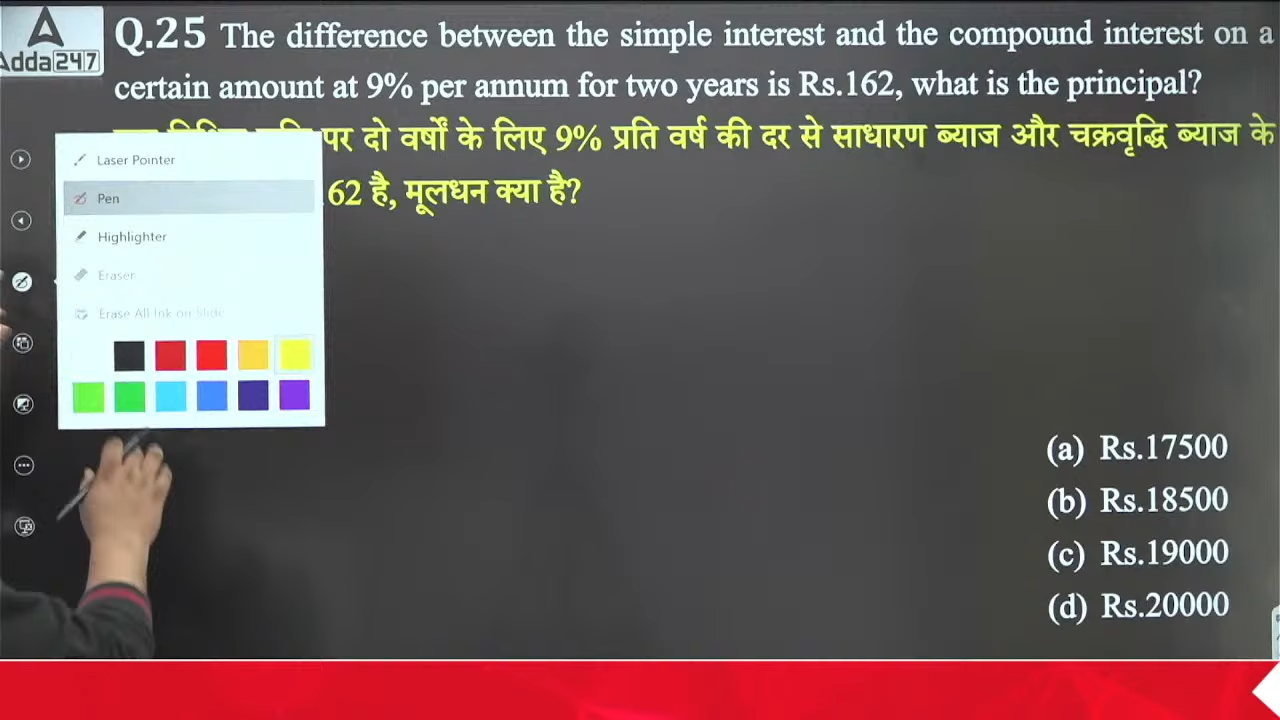 Adda247
Q.25 The difference between the simple interest and the compound interest on a
certain amount at 9% per annum for two years is Rs.162, what is the principal?
पर दो वर्षों के लिए 9% प्रति वर्ष की दर से साधारण ब्याज और चक्रवृद्धि ब्याज के
62 है, मूलधन क्या है?
Laser Pointer
Pen
Highlighter
Eraser
Erase All Ink on Slide
(a) Rs.17500
(b) Rs.18500
(c) Rs.19000
(d) Rs.20000